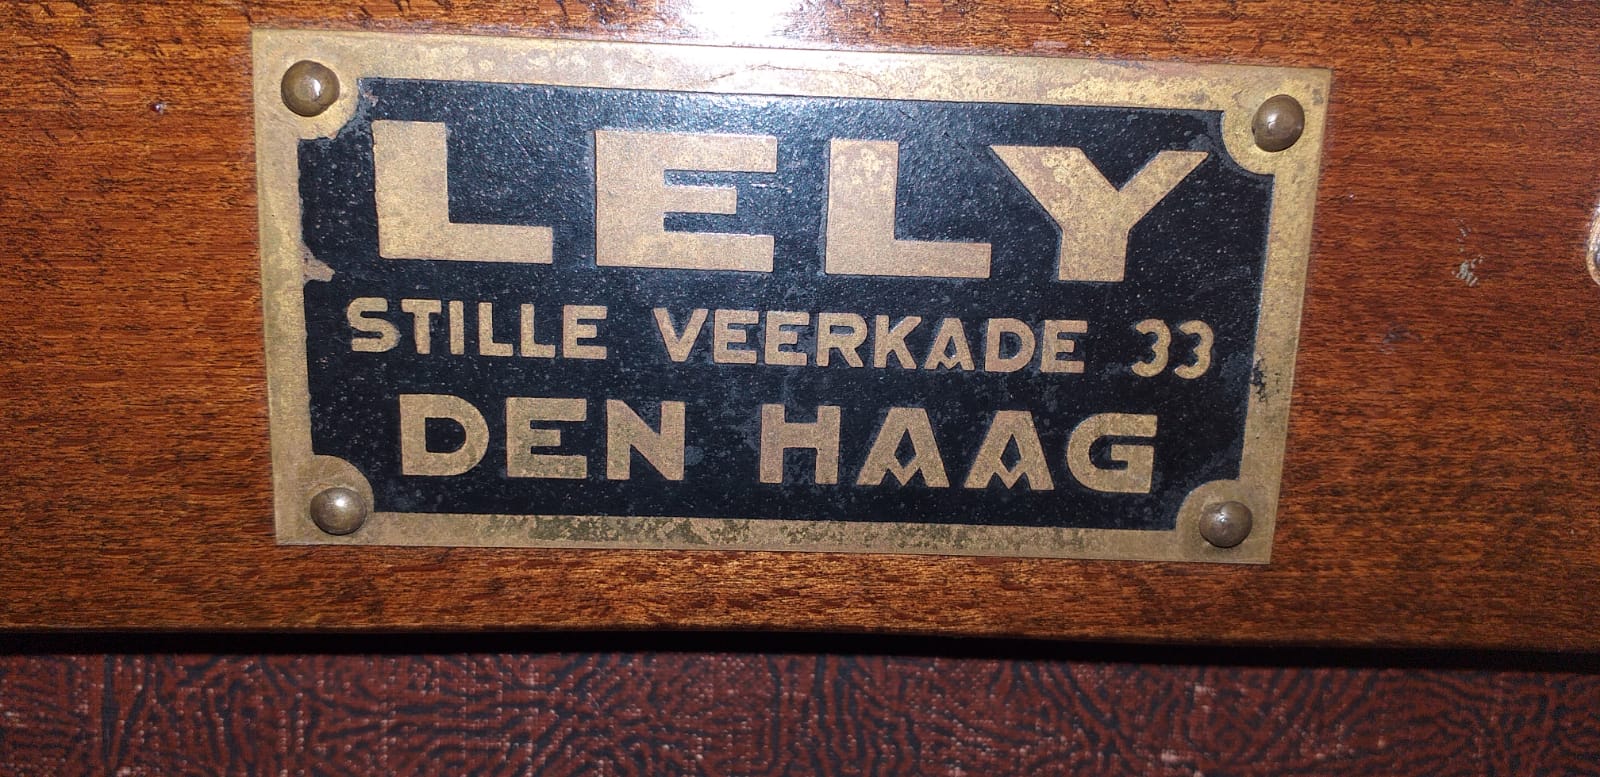 LELY
STILLE VEERKADE 33
DEN HAAG